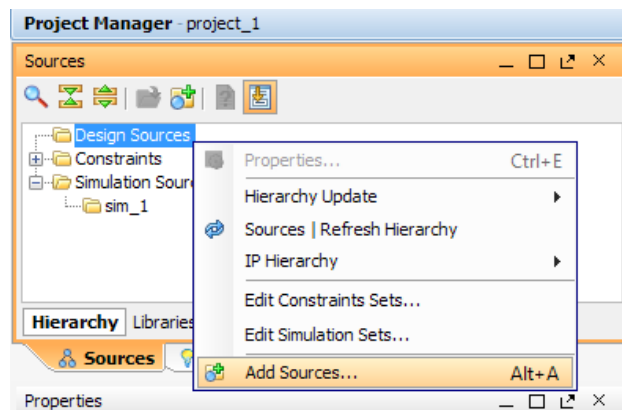 Project Manager - project_1
Sources
Design Sources
Constraints
Simulation Sour
sim_1
Properties... Ctrl+E
Hierarchy Update
Sources | Refresh Hierarchy
IP Hierarchy
Edit Constraints Sets...
Edit Simulation Sets...
Add Sources... Alt+A
Hierarchy Libraries
Sources
Properties